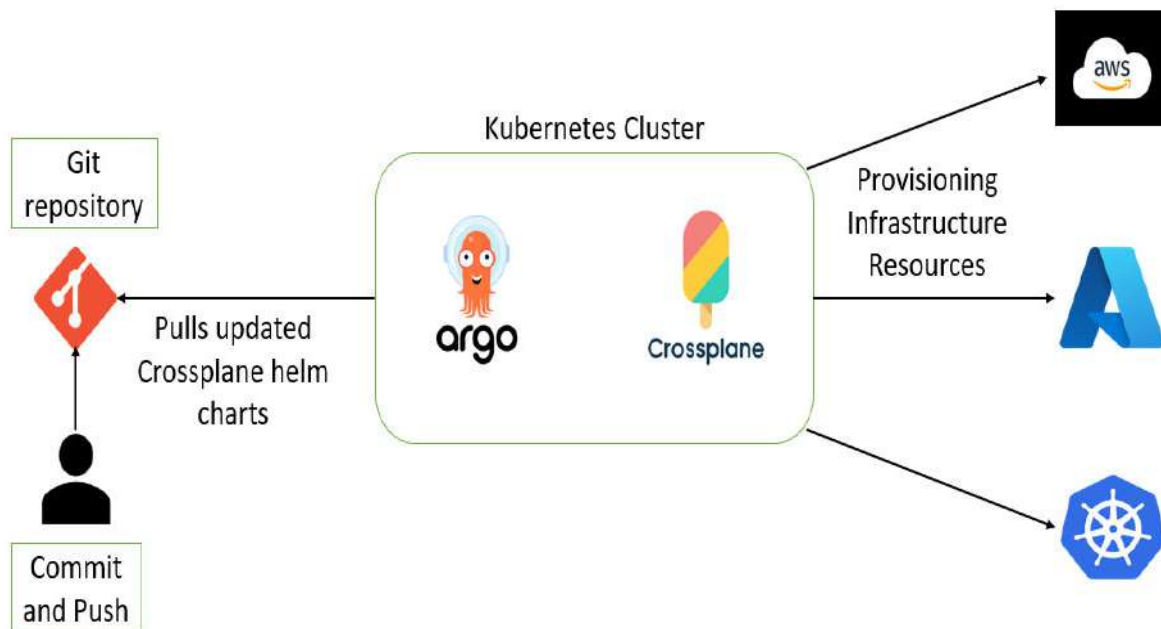 aws
Kubernetes Cluster
Git
repository
Provisioning
Infrastructure
Resources
argo
Crossplane
Pulls updated
Crossplane helm
charts
Commit
and Push